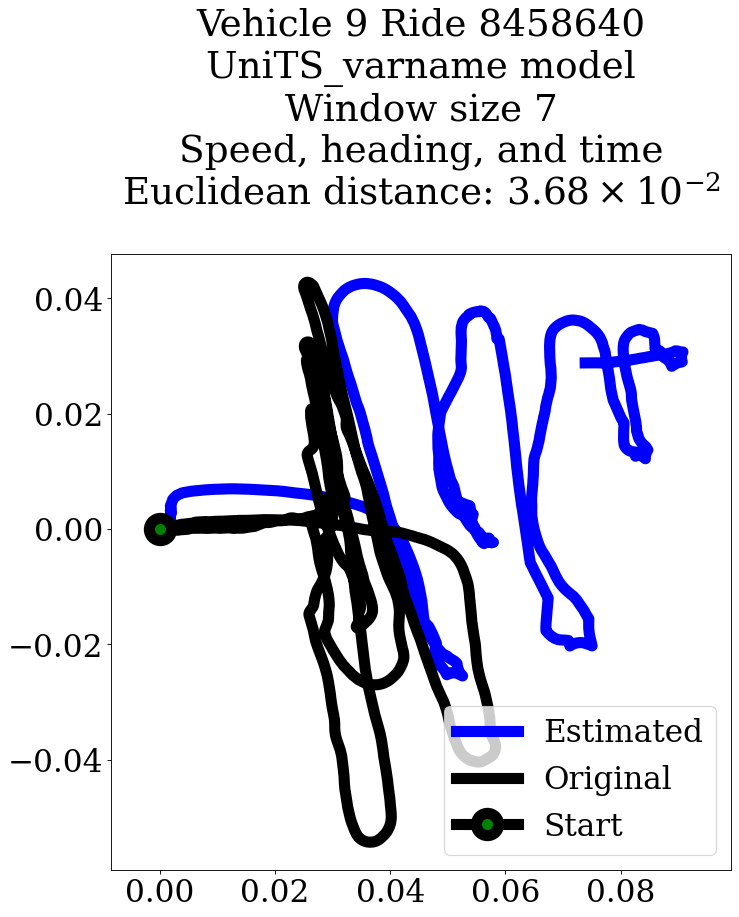 Vehicle 9 Ride 8458640
UniTS_varname model
Window size 7
Speed, heading, and time
Euclidean distance: 3.68 × 10⁻²
0.04
0.02
0.00
−0.02
−0.04
Estimated
Original
Start
0.00 0.02 0.04 0.06 0.08